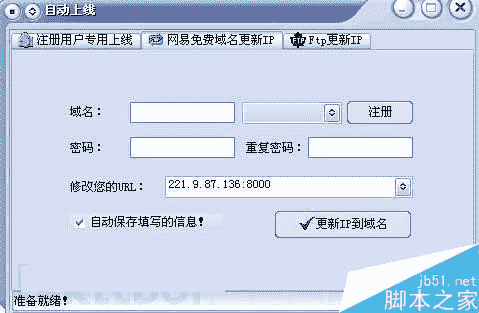 自动上线
注册用户专用上线 网易免费域名更新IP Ftp更新IP
域名： 注册
密码： 重复密码：
修改您的URL： 221.9.87.136:8000
自动保存填写的信息！ 更新IP到域名
准备就绪！
jb51.net
脚本之家